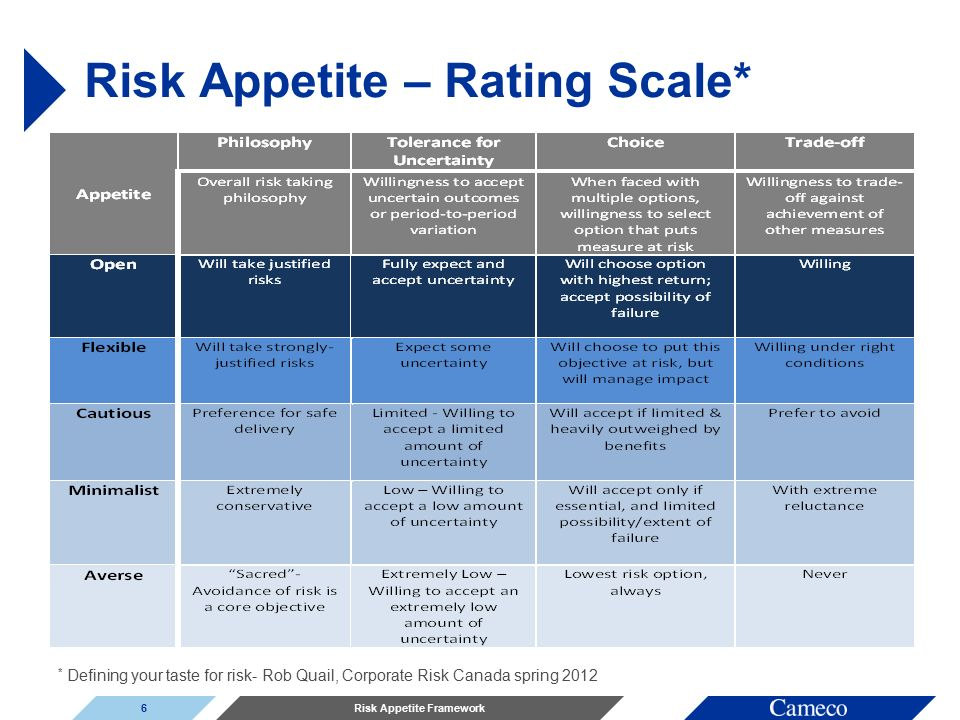 Risk Appetite – Rating Scale*
Appetite
Philosophy
Tolerance for
Uncertainty
Choice
Trade-off
Overall risk taking
philosophy
Willingness to accept
uncertain outcomes
or period-to-period
variation
When faced with
multiple options,
willingness to select
option that puts
measure at risk
Willingness to trade-
off against
achievement of
other measures
Open
Will take justified
risks
Fully expect and
accept uncertainty
Will choose option
with highest return;
accept possibility of
failure
Willing
Flexible
Will take strongly-
justified risks
Expect some
uncertainty
Will choose to put this
objective at risk, but
will manage impact
Willing under right
conditions
Cautious
Preference for safe
delivery
Limited - Willing to
accept a limited
amount of
uncertainty
Will accept if limited &
heavily outweighed by
benefits
Prefer to avoid
Minimalist
Extremely
conservative
Low – Willing to
accept a low amount
of uncertainty
Will accept only if
essential, and limited
possibility/extent of
failure
With extreme
reluctance
Averse
“Sacred”-
Avoidance of risk is
a core objective
Extremely Low –
Willing to accept an
extremely low
amount of
uncertainty
Lowest risk option,
always
Never
* Defining your taste for risk- Rob Quail, Corporate Risk Canada spring 2012
6
Risk Appetite Framework
Cameco